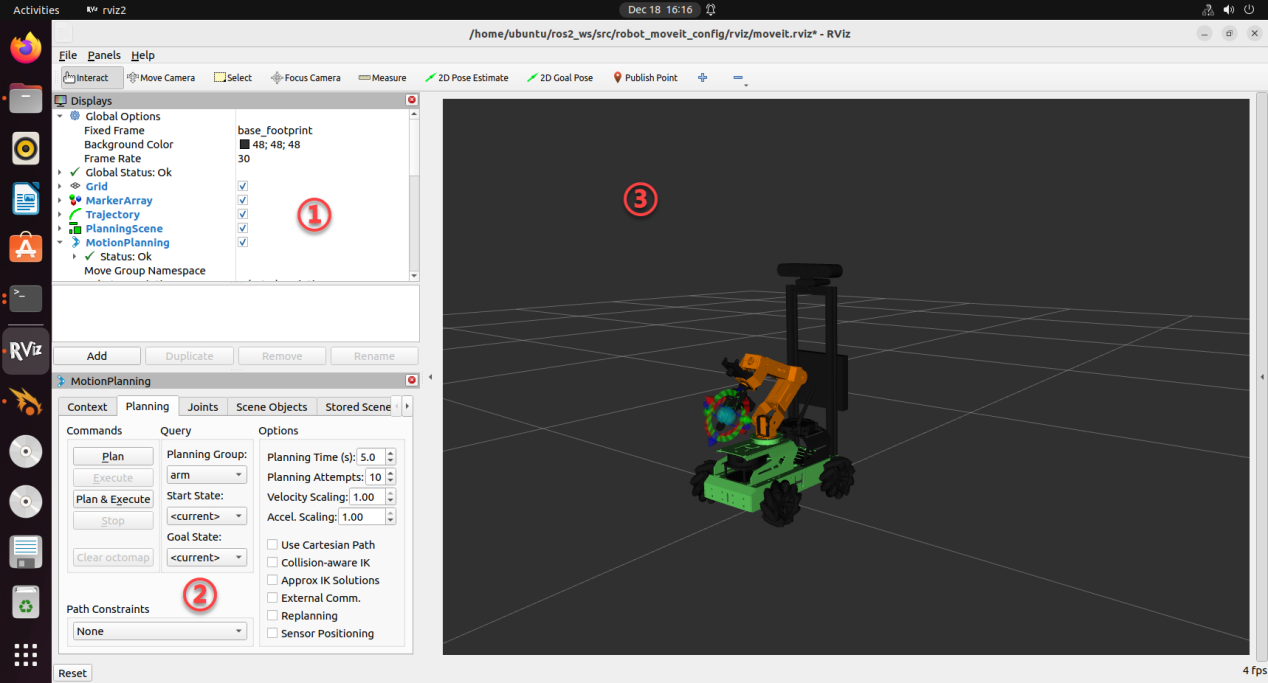 Activities RViz rviz2 Dec 18 16:16
/home/ubuntu/ros2_ws/src/robot_moveit_config/rviz/moveit.rviz* - RViz
File Panels Help
Interact Move Camera Select Focus Camera Measure 2D Pose Estimate 2D Goal Pose Publish Point
Displays
Global Options
Fixed Frame base_footprint
Background Color 48; 48; 48
Frame Rate 30
Global Status: Ok
Grid
MarkerArray
Trajectory
PlanningScene
MotionPlanning
Status: Ok
Move Group Namespace
1
Add Duplicate Remove Rename
MotionPlanning
Context Planning Joints Scene Objects Stored Scene
Commands Query Options
Plan
Execute
Plan & Execute
Stop
Clear octomap
Planning Group:
arm
Start State:
<current>
Goal State:
<current>
2
Path Constraints
None
Planning Time (s): 5.0
Planning Attempts: 10
Velocity Scaling: 1.00
Accel. Scaling: 1.00
Use Cartesian Path
Collision-aware IK
Approx IK Solutions
External Comm.
Replanning
Sensor Positioning
3
RViz
Reset
4 fps